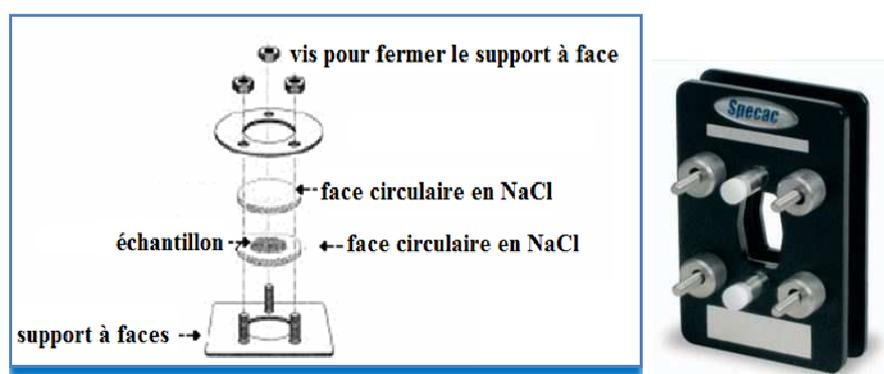 vis pour fermer le support à face
face circulaire en NaCl
échantillon
face circulaire en NaCl
support à faces
Specac